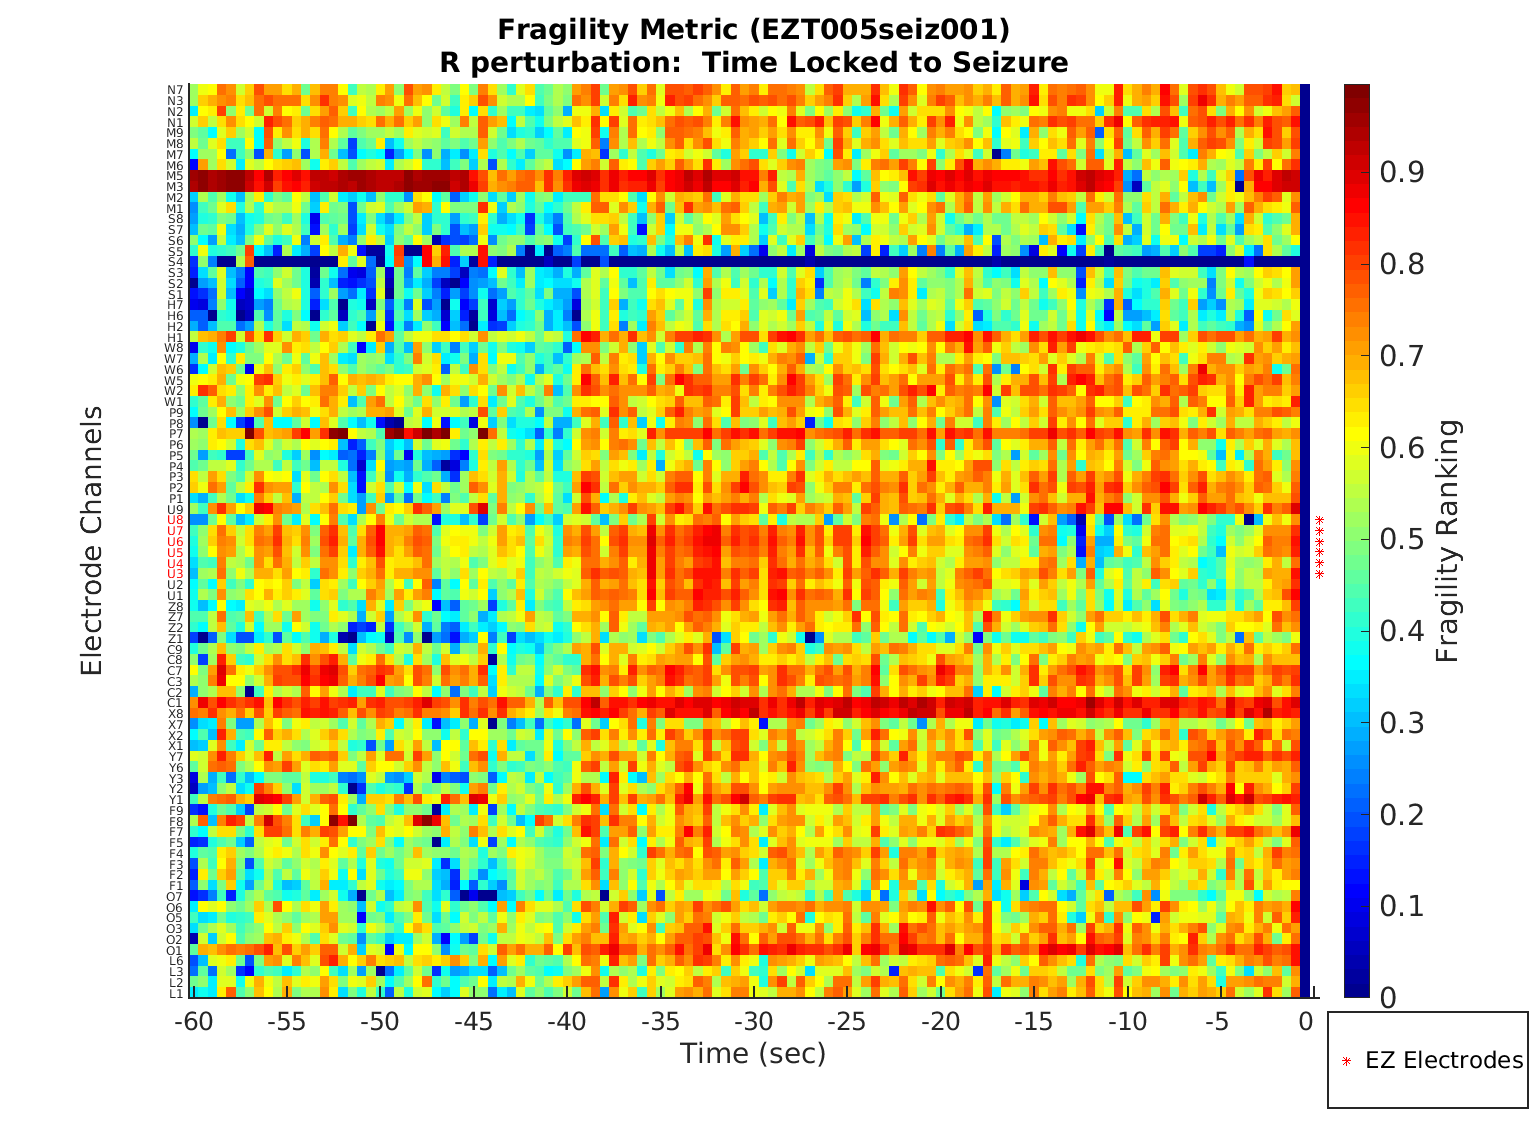 Fragility Metric (EZT005seiz001)
R perturbation:  Time Locked to Seizure
Electrode Channels
N7
N3
N2
N1
M9
M8
M7
M6
M5
M3
M2
M1
S8
S7
S6
S5
S4
S3
S2
S1
H7
H6
H2
H1
W8
W7
W6
W5
W2
W1
P9
P8
P7
P6
P5
P4
P3
P2
P1
U9
U8
U7
U6
U5
U4
U3
U2
U1
Z8
Z7
Z2
Z1
C9
C8
C7
C3
C2
C1
X8
X7
X2
X1
Y7
Y6
Y3
Y2
Y1
F9
F8
F7
F5
F4
F3
F2
F1
O7
O6
O5
O3
O2
O1
L6
L3
L2
L1
-60 -55 -50 -45 -40 -35 -30 -25 -20 -15 -10 -5 0
Time (sec)
0.9
0.8
0.7
0.6
0.5
0.4
0.3
0.2
0.1
0
Fragility Ranking
EZ Electrodes